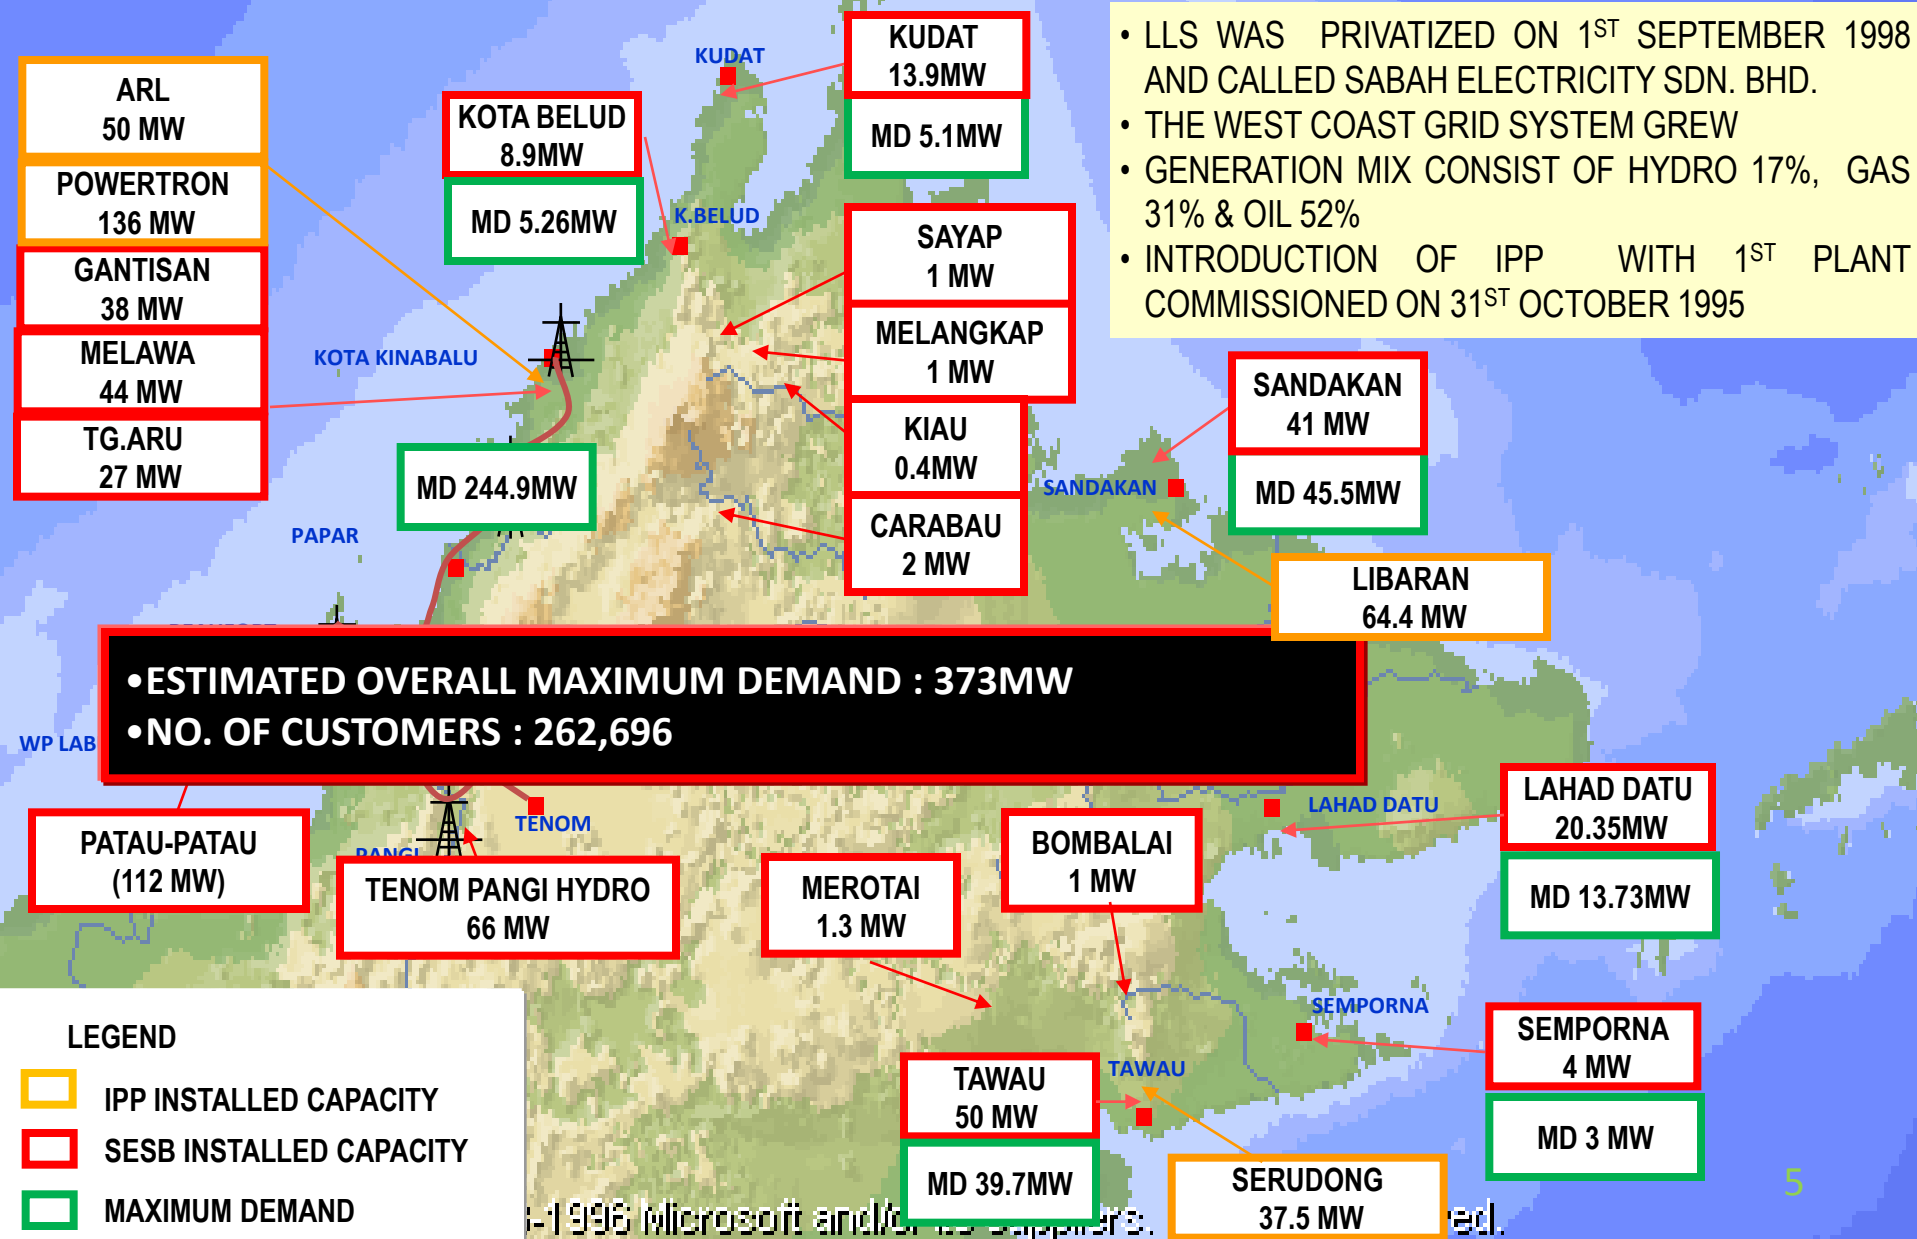 ARL
50 MW
POWERTRON
136 MW
GANTISAN
38 MW
MELAWA
44 MW
TG.ARU
27 MW
KOTA BELUD
8.9MW
MD 5.26MW
KUDAT
KUDAT
13.9MW
MD 5.1MW
• LLS WAS PRIVATIZED ON 1ST SEPTEMBER 1998
AND CALLED SABAH ELECTRICITY SDN. BHD.
• THE WEST COAST GRID SYSTEM GREW
• GENERATION MIX CONSIST OF HYDRO 17%, GAS
31% & OIL 52%
• INTRODUCTION OF IPP WITH 1ST PLANT
COMMISSIONED ON 31ST OCTOBER 1995
K.BELUD
SAYAP
1 MW
MELANGKAP
1 MW
KIAU
0.4MW
CARABAU
2 MW
KOTA KINABALU
MD 244.9MW
PAPAR
SANDAKAN
41 MW
MD 45.5MW
SANDAKAN
LIBARAN
64.4 MW
•ESTIMATED OVERALL MAXIMUM DEMAND : 373MW
•NO. OF CUSTOMERS : 262,696
WP LAB
PATAU-PATAU
(112 MW)
TENOM
PANGI
TENOM PANGI HYDRO
66 MW
MEROTAI
1.3 MW
BOMBALAI
1 MW
LAHAD DATU
LAHAD DATU
20.35MW
MD 13.73MW
SEMPORNA
SEMPORNA
4 MW
MD 3 MW
TAWAU
TAWAU
50 MW
MD 39.7MW
SERUDONG
37.5 MW
LEGEND
IPP INSTALLED CAPACITY
SESB INSTALLED CAPACITY
MAXIMUM DEMAND
-1996 Microsoft and/or its suppliers.
5